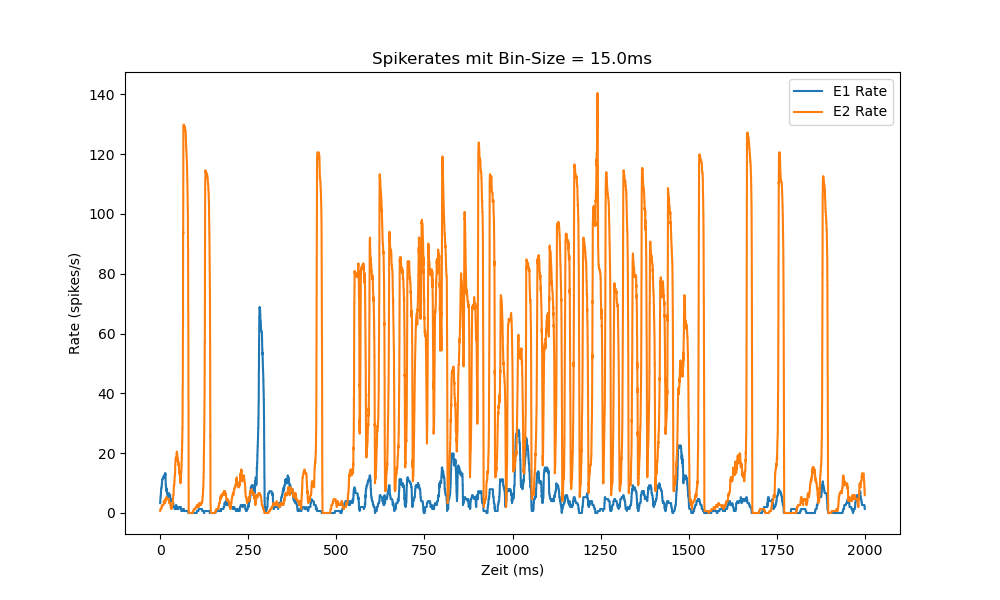 Spikerates mit Bin-Size = 15.0ms
E1 Rate
E2 Rate
Rate (spikes/s)
140
120
100
80
60
40
20
0
0 250 500 750 1000 1250 1500 1750 2000
Zeit (ms)